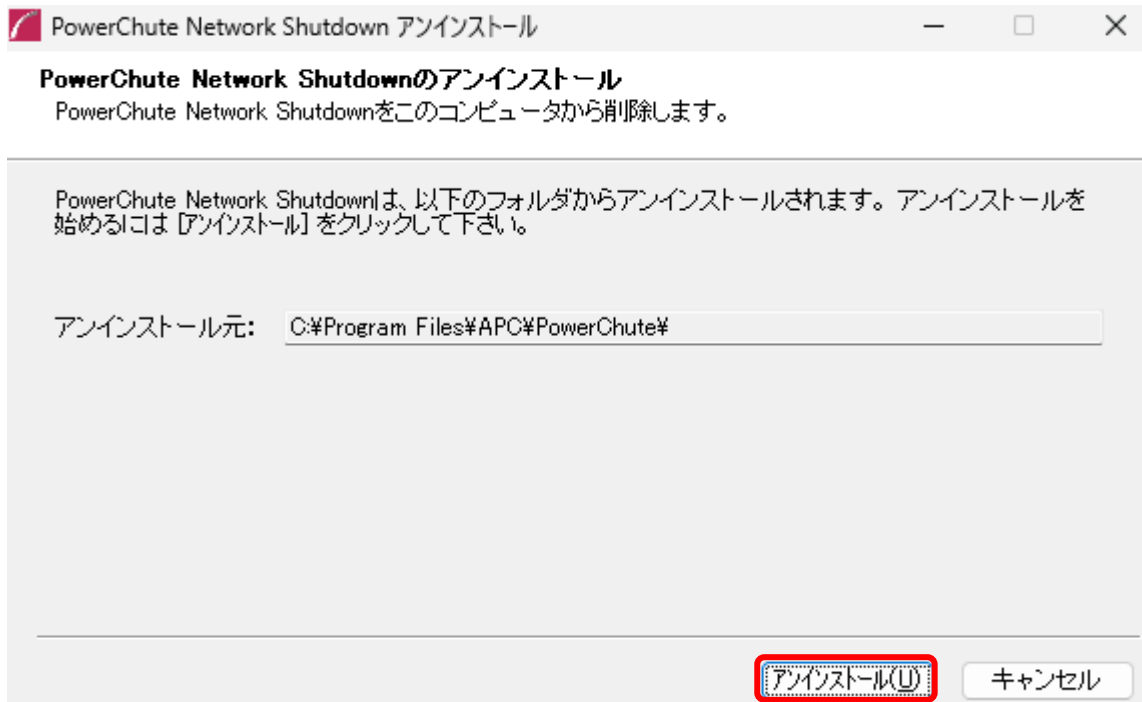 PowerChute Network Shutdown アンインストール
PowerChute Network Shutdownのアンインストール
PowerChute Network Shutdownをこのコンピュータから削除します。
PowerChute Network Shutdownは、以下のフォルダからアンインストールされます。アンインストールを
始めるには [アンインストール] をクリックして下さい。
アンインストール元: C:¥Program Files¥APC¥PowerChute¥
アンインストール(U) キャンセル